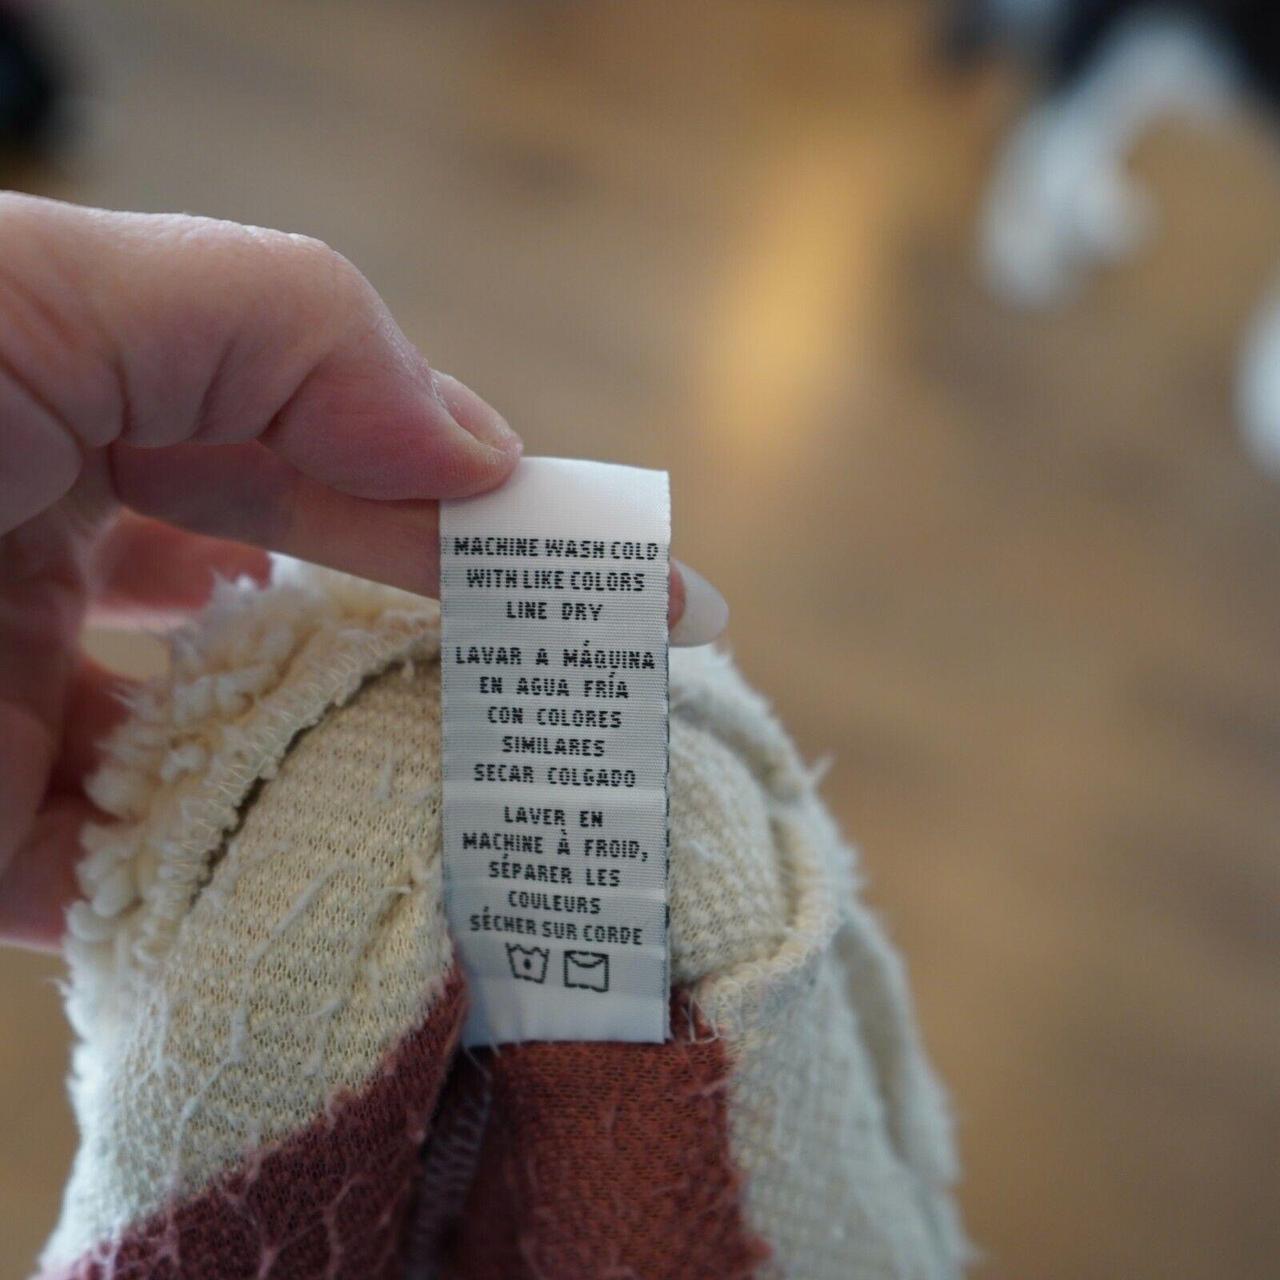 MACHINE WASH COLD
WITH LIKE COLORS
LINE DRY
LAVAR A MÁQUINA
EN AGUA FRÍA
CON COLORES
SIMILARES
SECAR COLGADO
LAVER EN
MACHINE À FROID,
SÉPARER LES
COULEURS
SÉCHER SUR CORDE